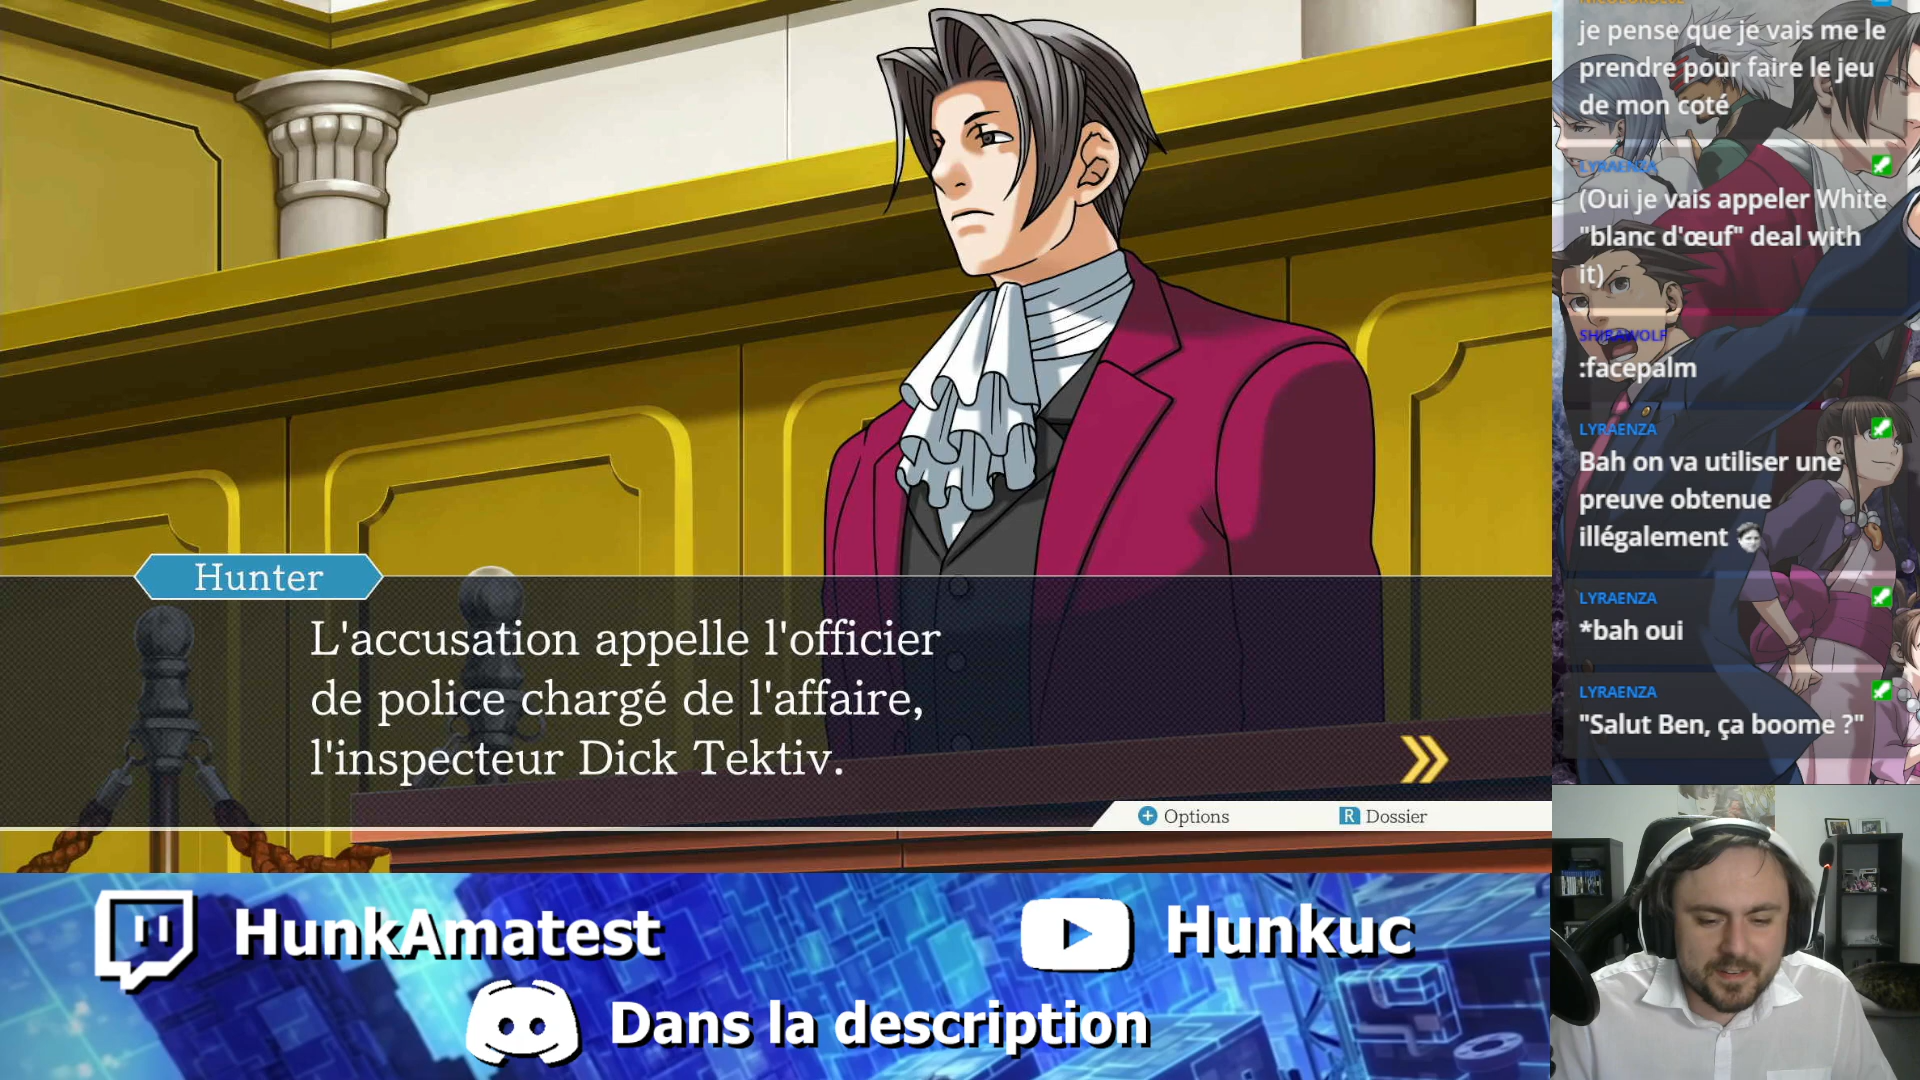 Hunter
L'accusation appelle l'officier
de police chargé de l'affaire,
l'inspecteur Dick Tektiv.
Options
R Dossier
je pense que je vais me le
prendre pour faire le jeu
de mon coté
LYRAENZA
(Oui je vais appeler White
"blanc d'œuf" deal with
it)
SHIRAWOLF
:facepalm
LYRAENZA
Bah on va utiliser une
preuve obtenue
illégalement
LYRAENZA
*bah oui
LYRAENZA
"Salut Ben, ça boome ?"
HunkAmatest
Hunkuc
Dans la description